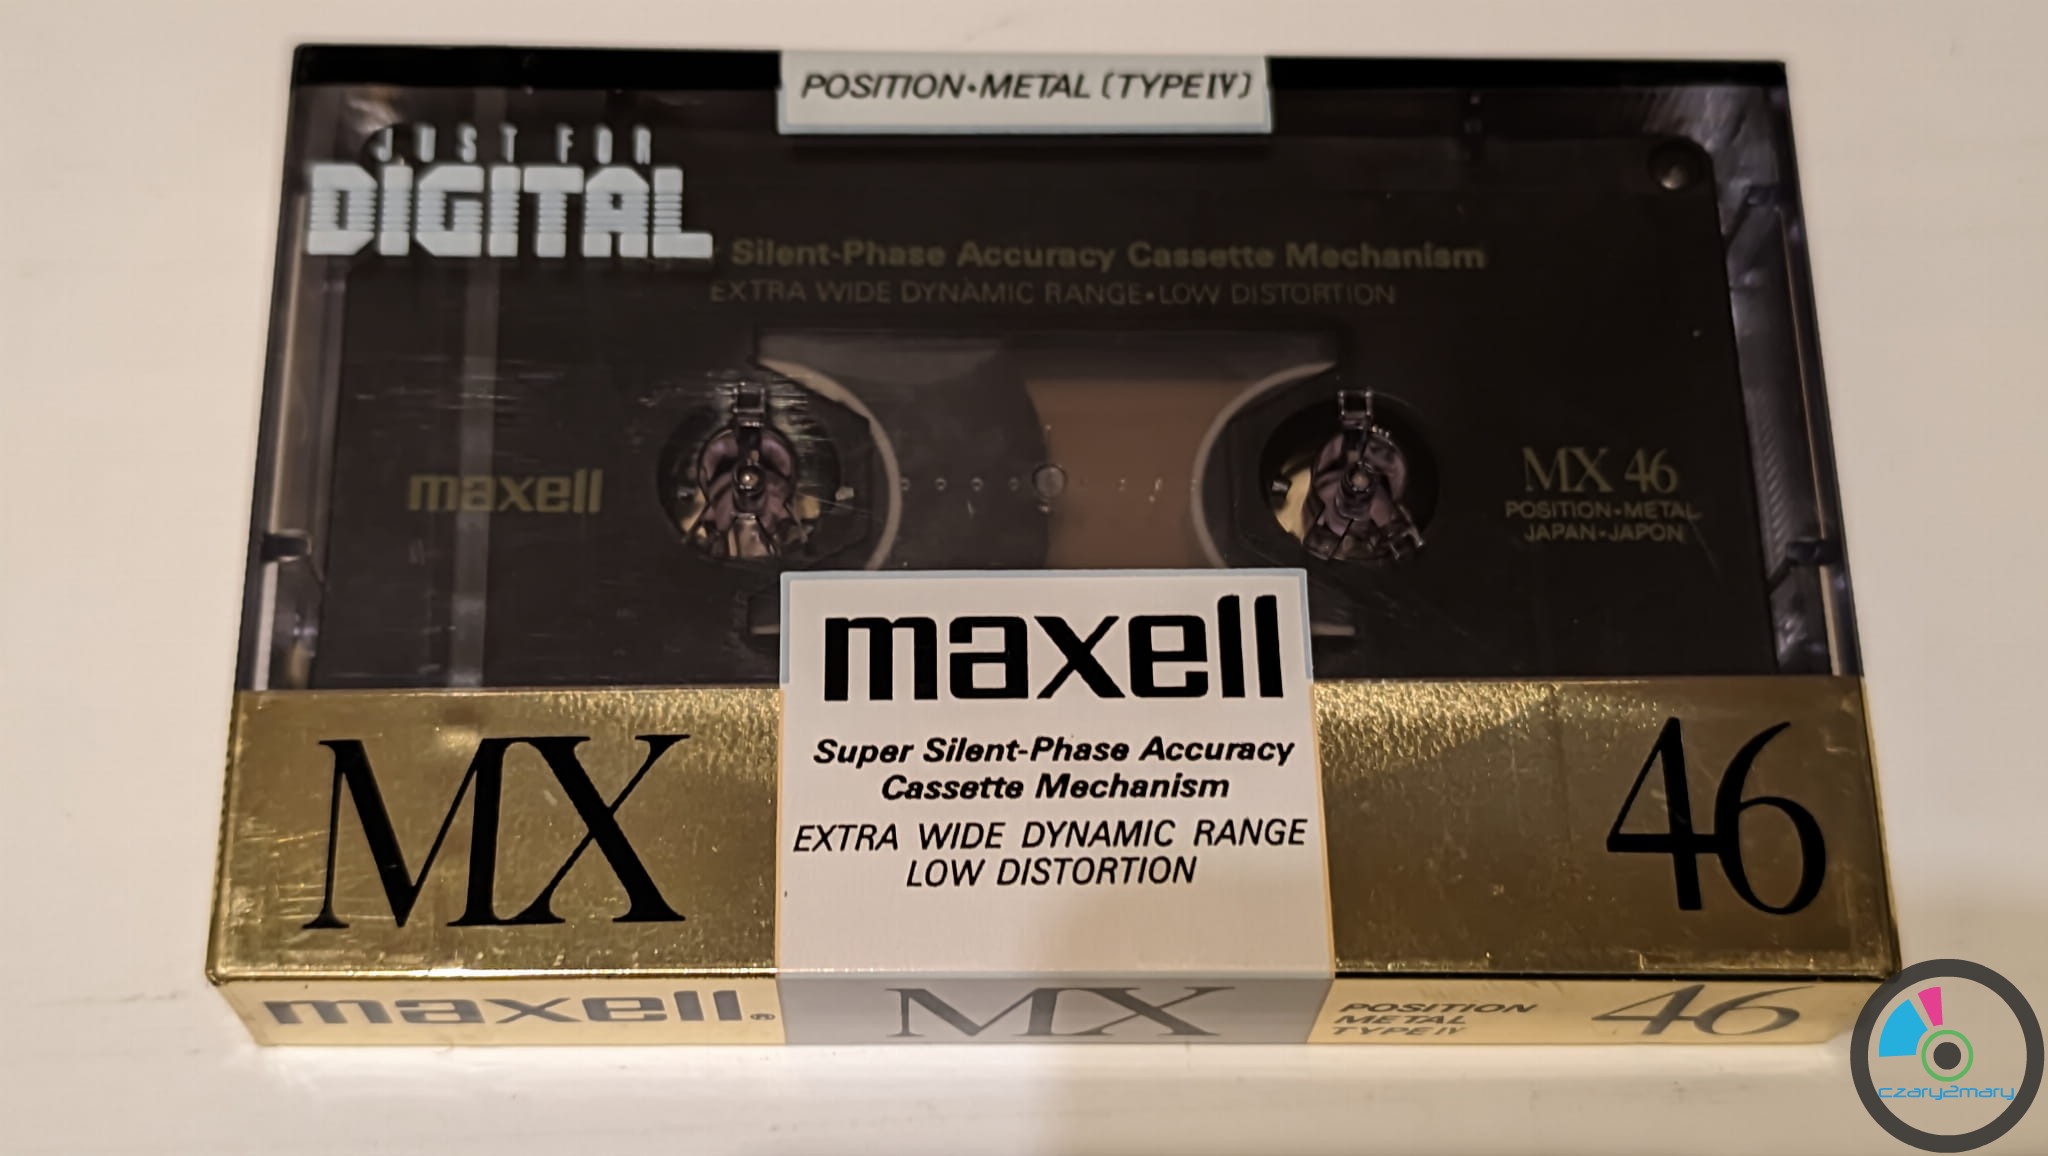 POSITION•METAL (TYPE IV)
JUST FOR
DIGITAL
Silent-Phase Accuracy Cassette Mechanism
EXTRA WIDE DYNAMIC RANGE•LOW DISTORTION
maxell
MX 46
POSITION•METAL
JAPAN•JAPON
maxell
Super Silent-Phase Accuracy
Cassette Mechanism
EXTRA WIDE DYNAMIC RANGE
LOW DISTORTION
MX
46
maxell®
MX
POSITION
METAL
TYPE IV
46
czary2mary